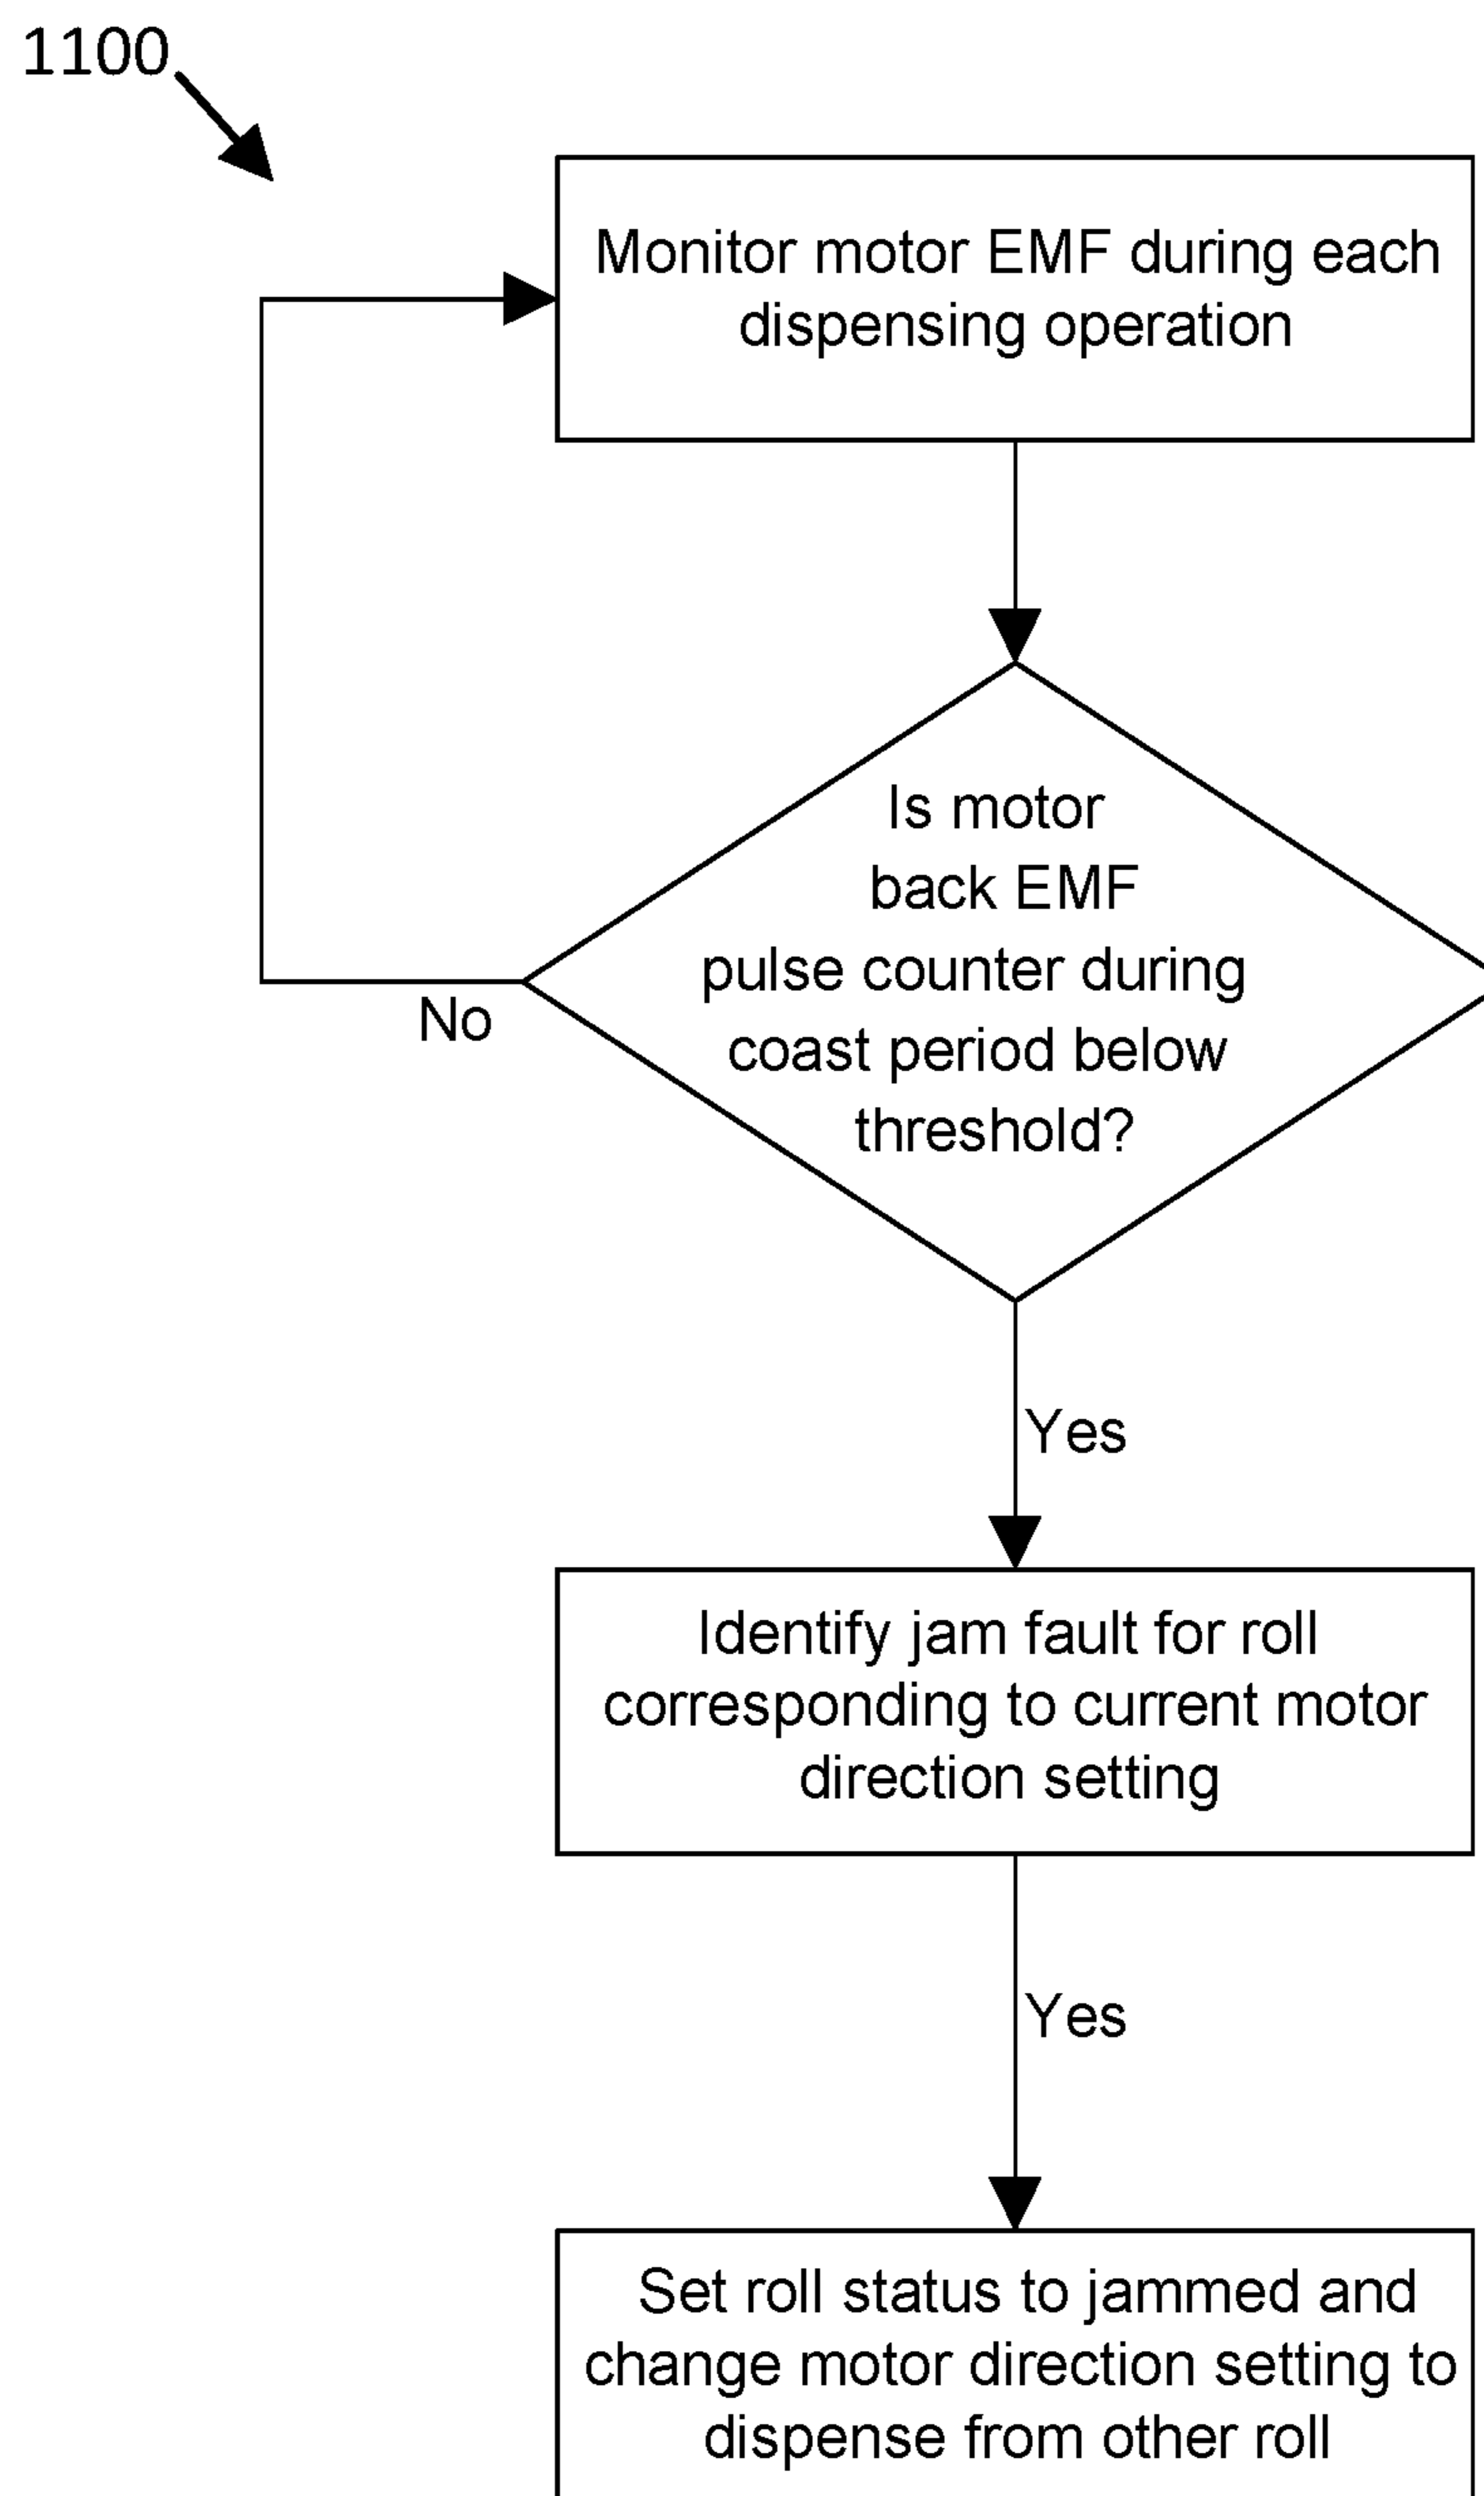 1100
Monitor motor EMF during each
dispensing operation
Is motor
back EMF
pulse counter during
coast period below
threshold?
No
Yes
Identify jam fault for roll
corresponding to current motor
direction setting
Yes
Set roll status to jammed and
change motor direction setting to
dispense from other roll